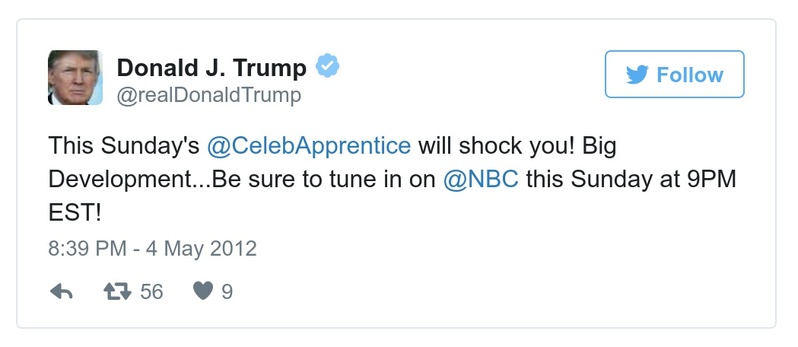 Donald J. Trump
@realDonaldTrump
Follow
This Sunday's @CelebApprentice will shock you! Big
Development...Be sure to tune in on @NBC this Sunday at 9PM
EST!
8:39 PM - 4 May 2012
56 9